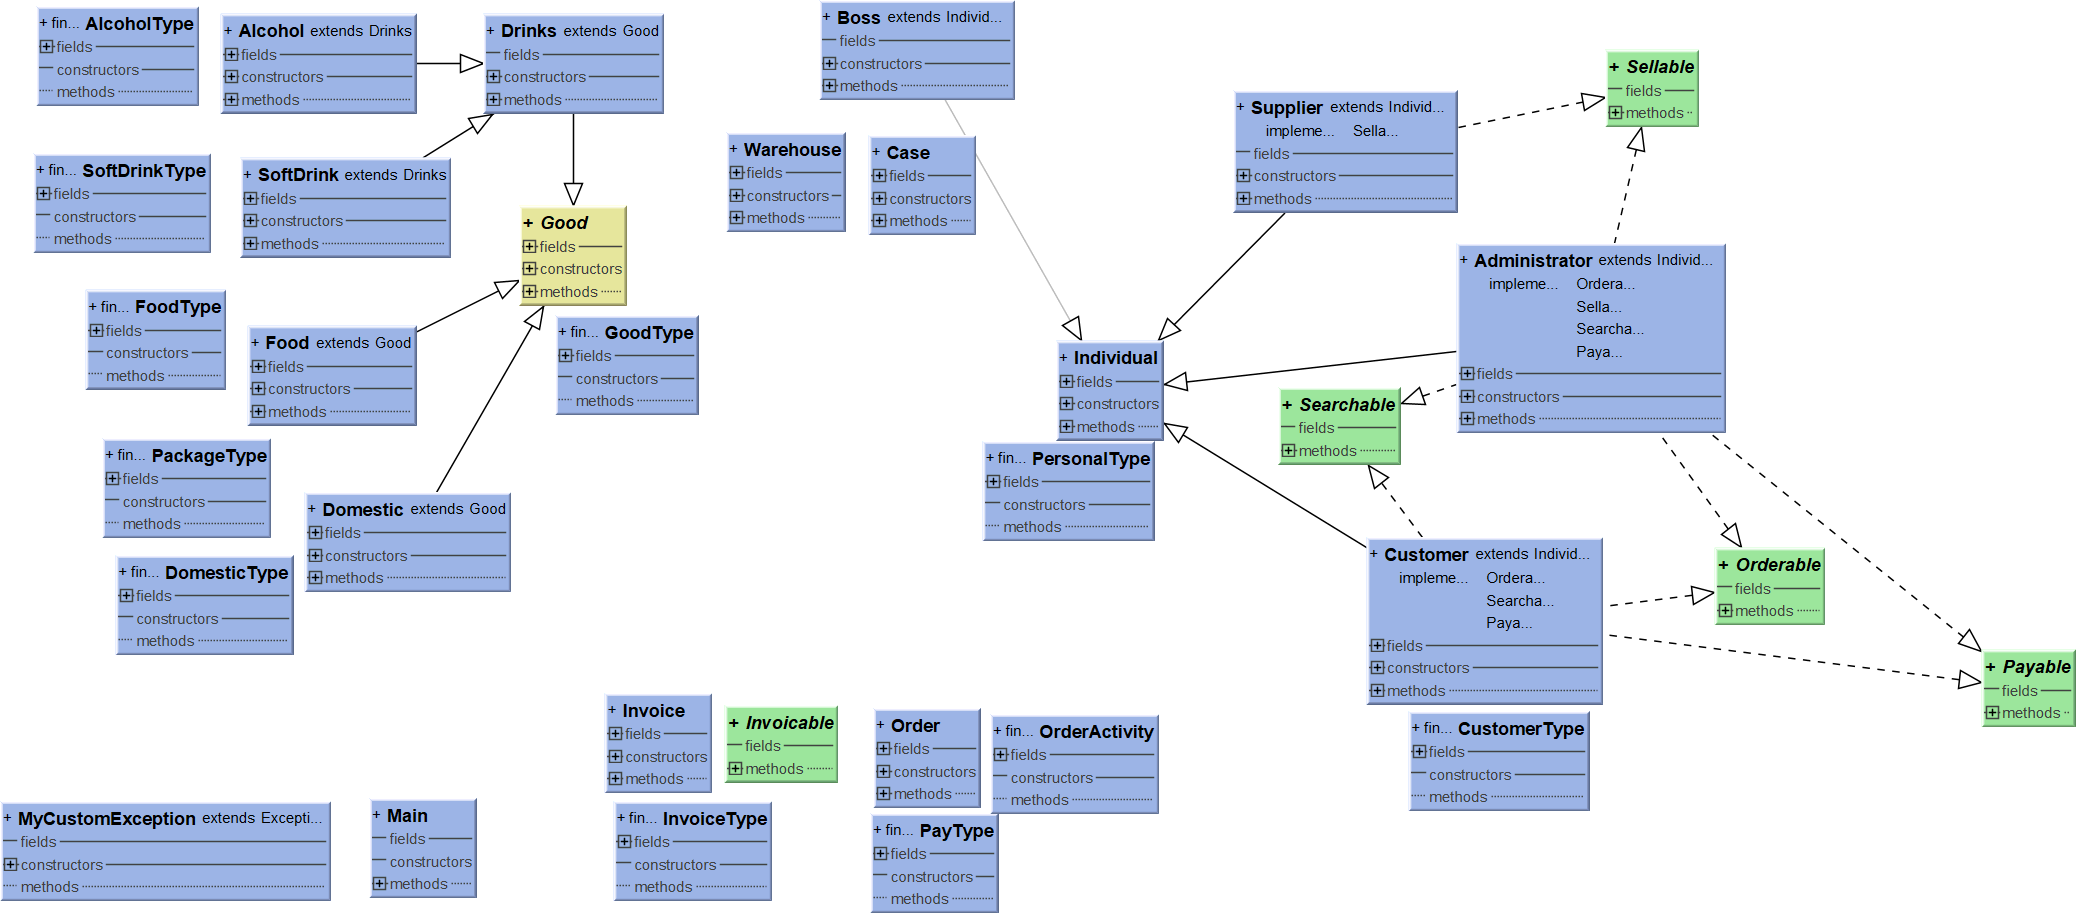 + fin... AlcoholType
fields
constructors
methods
+ Alcohol extends Drinks
fields
constructors
methods
+ Drinks extends Good
fields
constructors
methods
+ Boss extends Individ...
fields
constructors
methods
+ Sellable
fields
methods
+ Supplier extends Individ...
impleme... Sella...
fields
constructors
methods
+ Warehouse
fields
constructors
methods
+ Case
fields
constructors
methods
+ fin... SoftDrinkType
fields
constructors
methods
+ SoftDrink extends Drinks
fields
constructors
methods
+ Good
fields
constructors
methods
+ Administrator extends Individ...
impleme... Ordera...
Sella...
Searcha...
Paya...
fields
constructors
methods
+ fin... FoodType
fields
constructors
methods
+ Food extends Good
fields
constructors
methods
+ fin... GoodType
fields
constructors
methods
+ Individual
fields
constructors
methods
+ Searchable
fields
methods
+ fin... PackageType
fields
constructors
methods
+ fin... PersonalType
fields
constructors
methods
+ Domestic extends Good
fields
constructors
methods
+ Customer extends Individ...
impleme... Ordera...
Searcha...
Paya...
fields
constructors
methods
+ Orderable
fields
methods
+ fin... DomesticType
fields
constructors
methods
+ Payable
fields
methods
+ Invoice
fields
constructors
methods
+ Invoicable
fields
methods
+ Order
fields
constructors
methods
+ fin... OrderActivity
fields
constructors
methods
+ fin... CustomerType
fields
constructors
methods
+ MyCustomException extends Excepti...
fields
constructors
methods
+ Main
fields
constructors
methods
+ fin... InvoiceType
fields
constructors
methods
+ fin... PayType
fields
constructors
methods